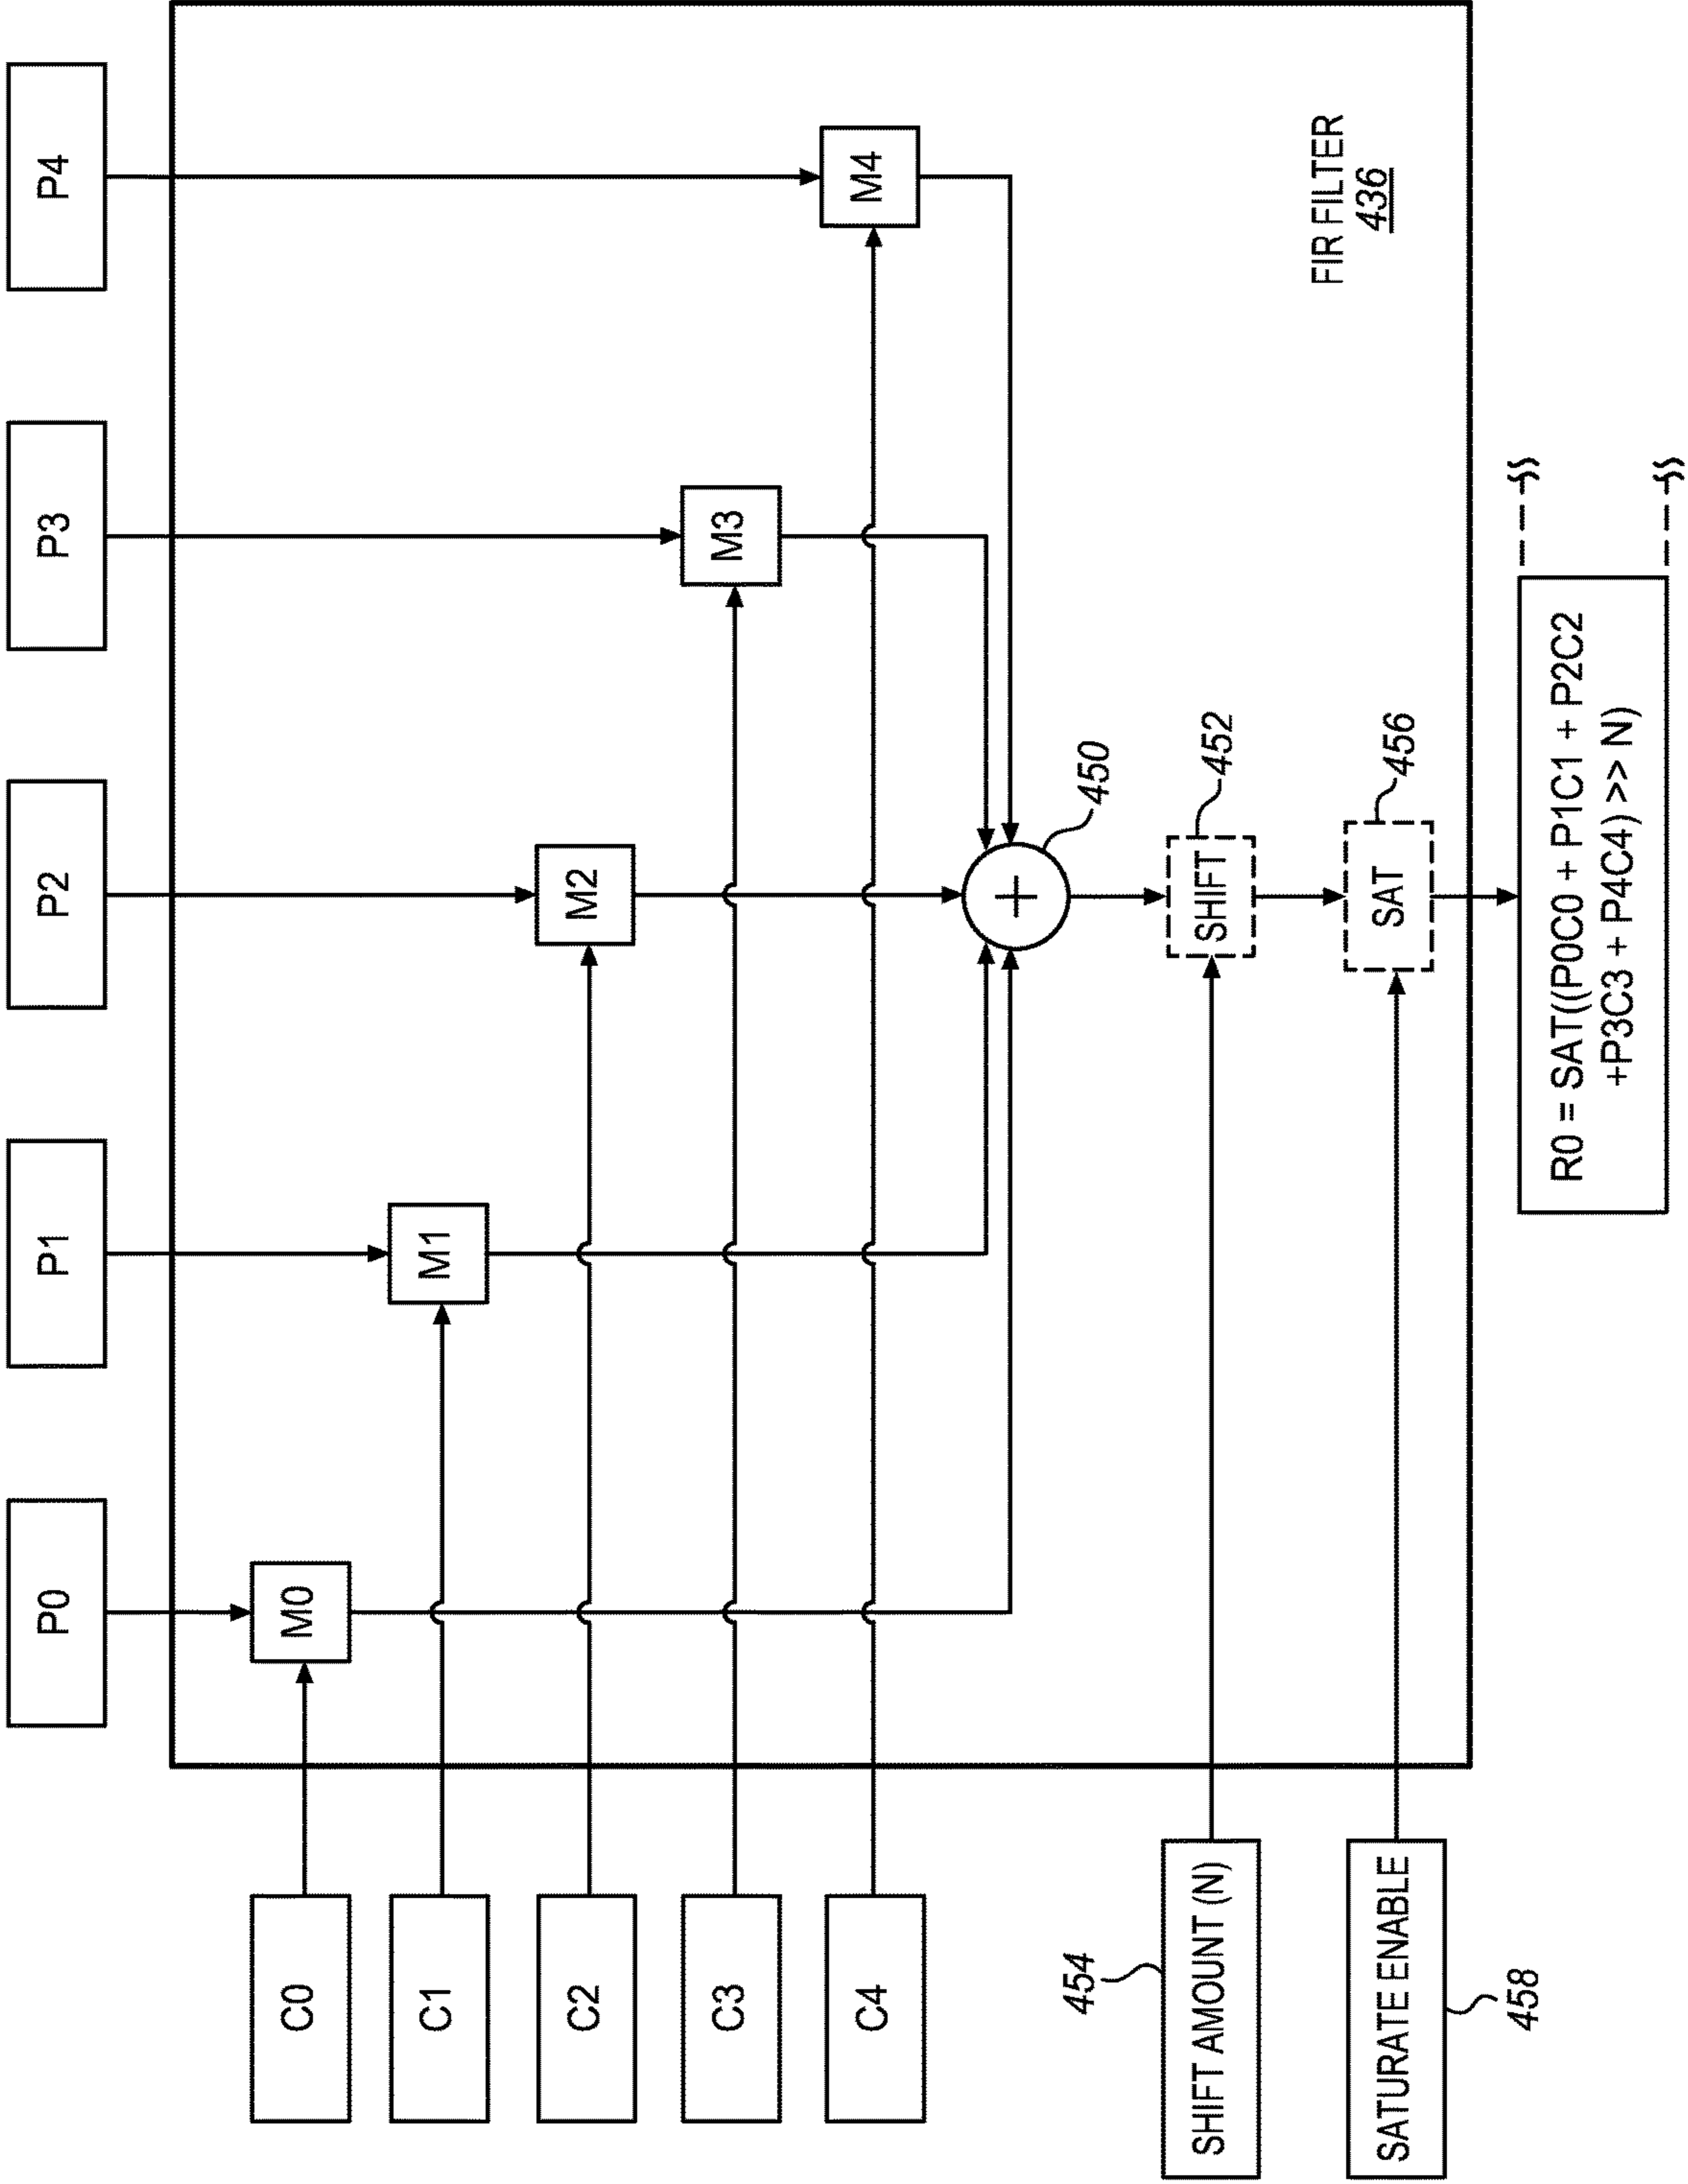 P0
P1
P2
P3
P4
C0
M0
C1
M1
C2
M2
C3
M3
C4
M4
+
450
454
SHIFT AMOUNT (N)
SHIFT
452
SATURATE ENABLE
458
SAT
456
FIR FILTER
436
R0 = SAT((P0C0 + P1C1 + P2C2
+P3C3 + P4C4) >> N)